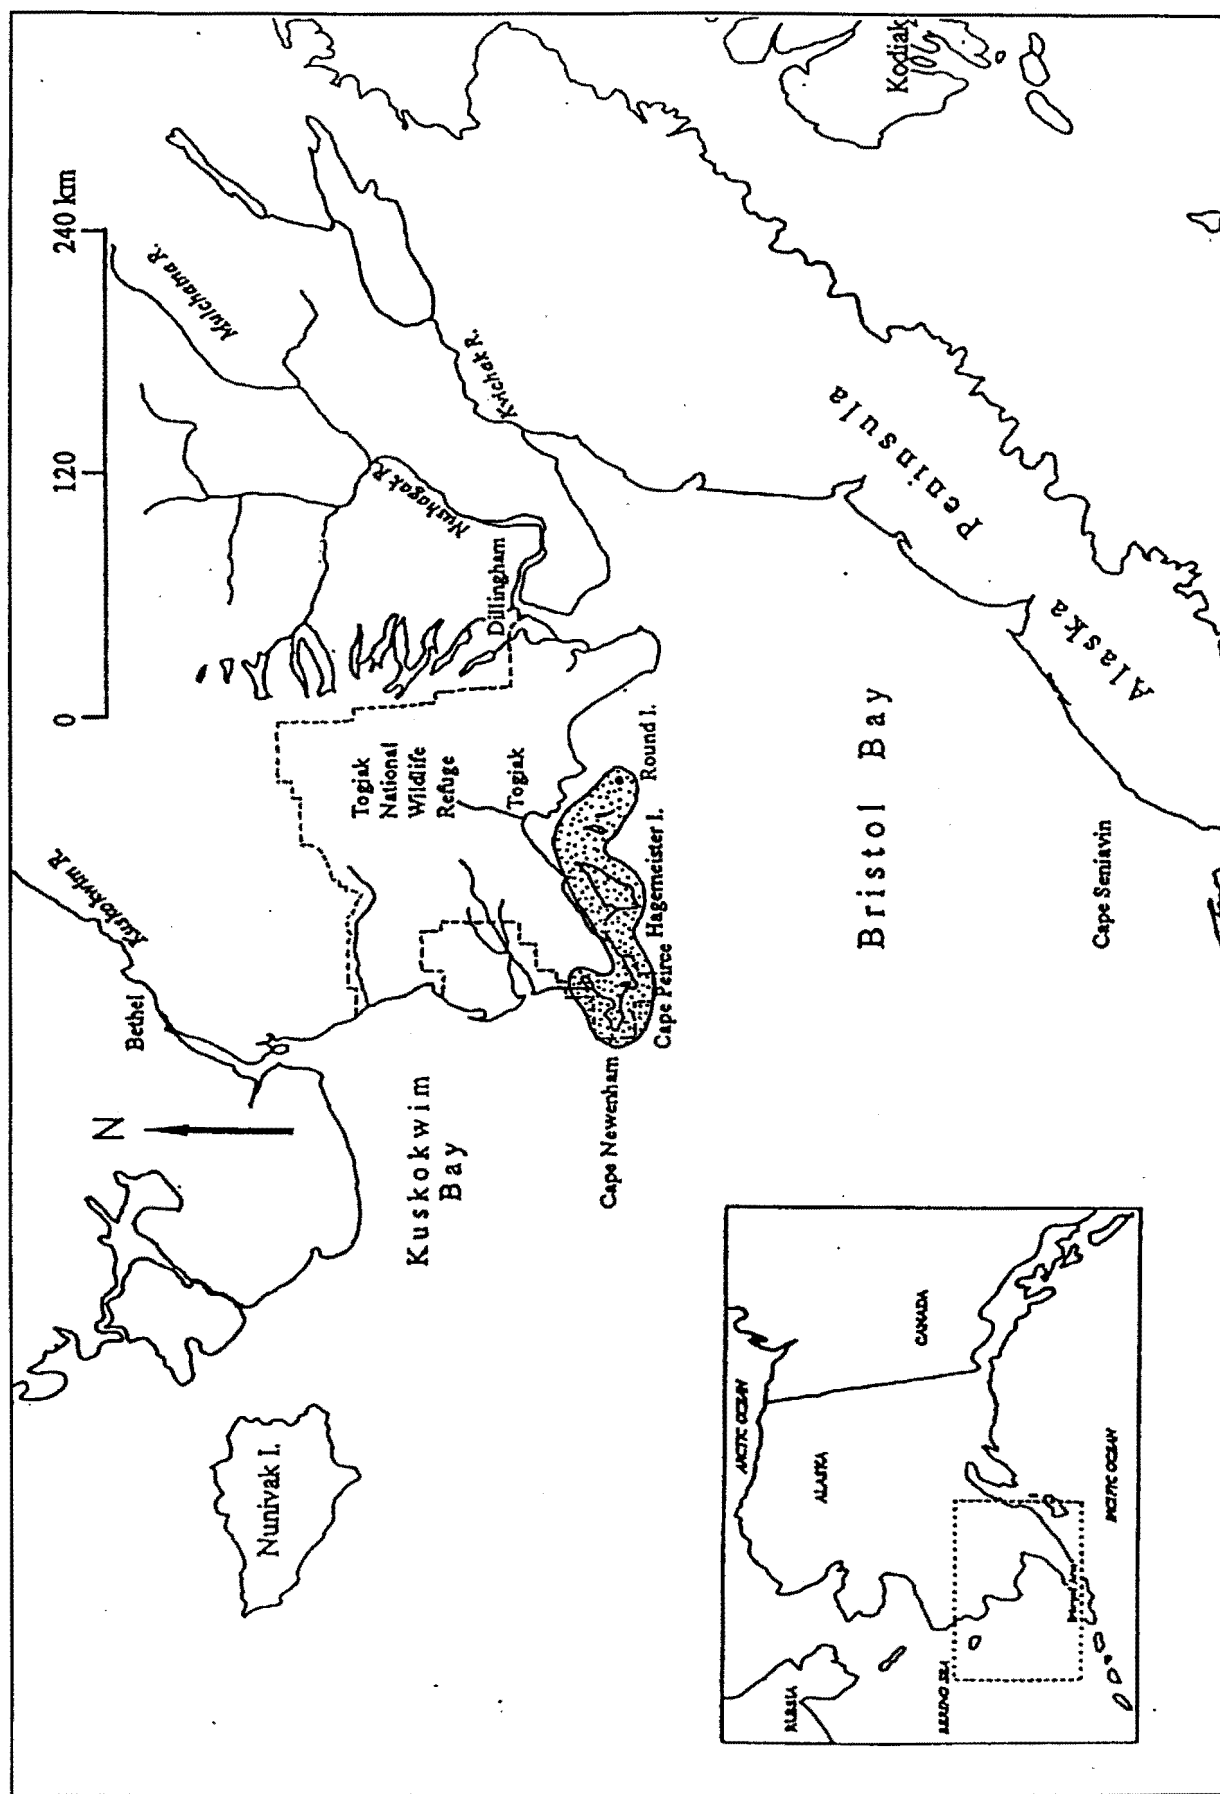 N
0
120
240 km
Kuskokwim R.
Mulchatna R.
Bethel
Nunivak I.
Togiak
National
Wildlife
Refuge
Nushagak R.
Kvichak R.
Dillingham
Togiak
Kuskokwim
Bay
Cape Newenham
Cape Peirce
Hagemeister I.
Round I.
Bristol Bay
Kodiak
Alaska
Peninsula
Cape Seniavin
ARCTIC OCEAN
ALASKA
CANADA
BERING SEA
PACIFIC OCEAN